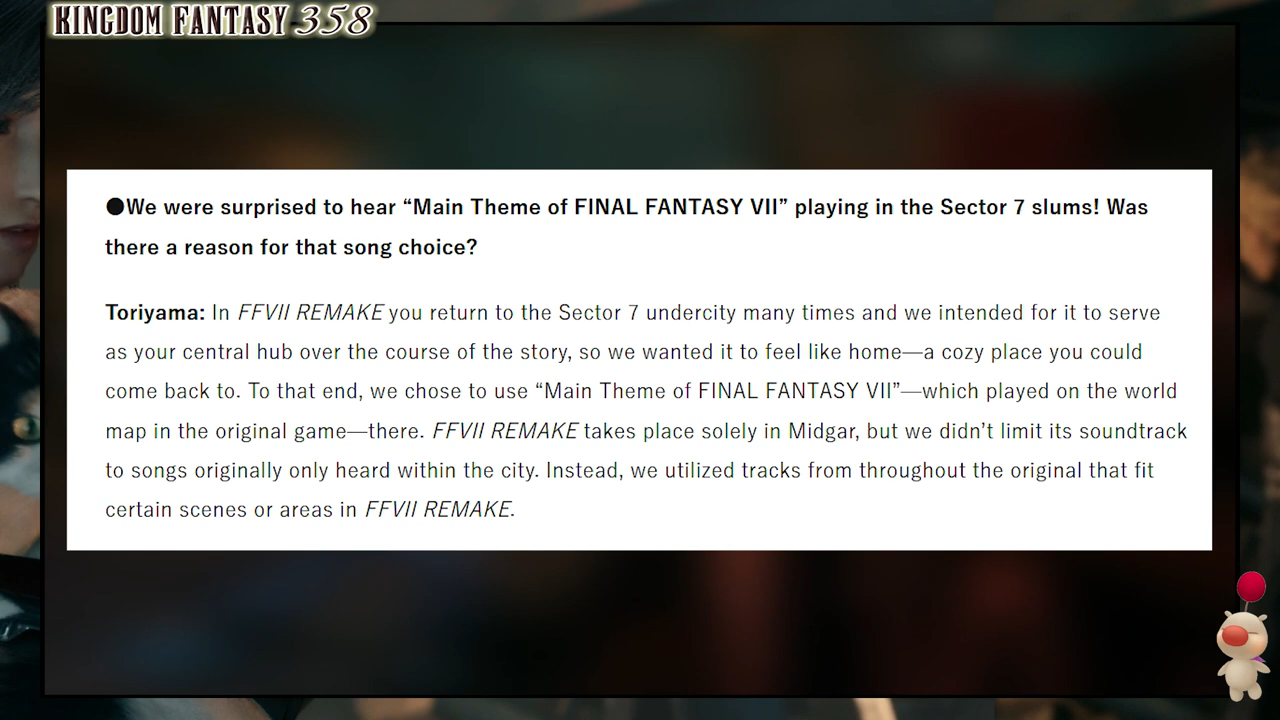 KINGDOM FANTASY 358
●We were surprised to hear “Main Theme of FINAL FANTASY VII” playing in the Sector 7 slums! Was
there a reason for that song choice?
Toriyama: In FFVII REMAKE you return to the Sector 7 undercity many times and we intended for it to serve
as your central hub over the course of the story, so we wanted it to feel like home—a cozy place you could
come back to. To that end, we chose to use “Main Theme of FINAL FANTASY VII”—which played on the world
map in the original game—there. FFVII REMAKE takes place solely in Midgar, but we didn’t limit its soundtrack
to songs originally only heard within the city. Instead, we utilized tracks from throughout the original that fit
certain scenes or areas in FFVII REMAKE.